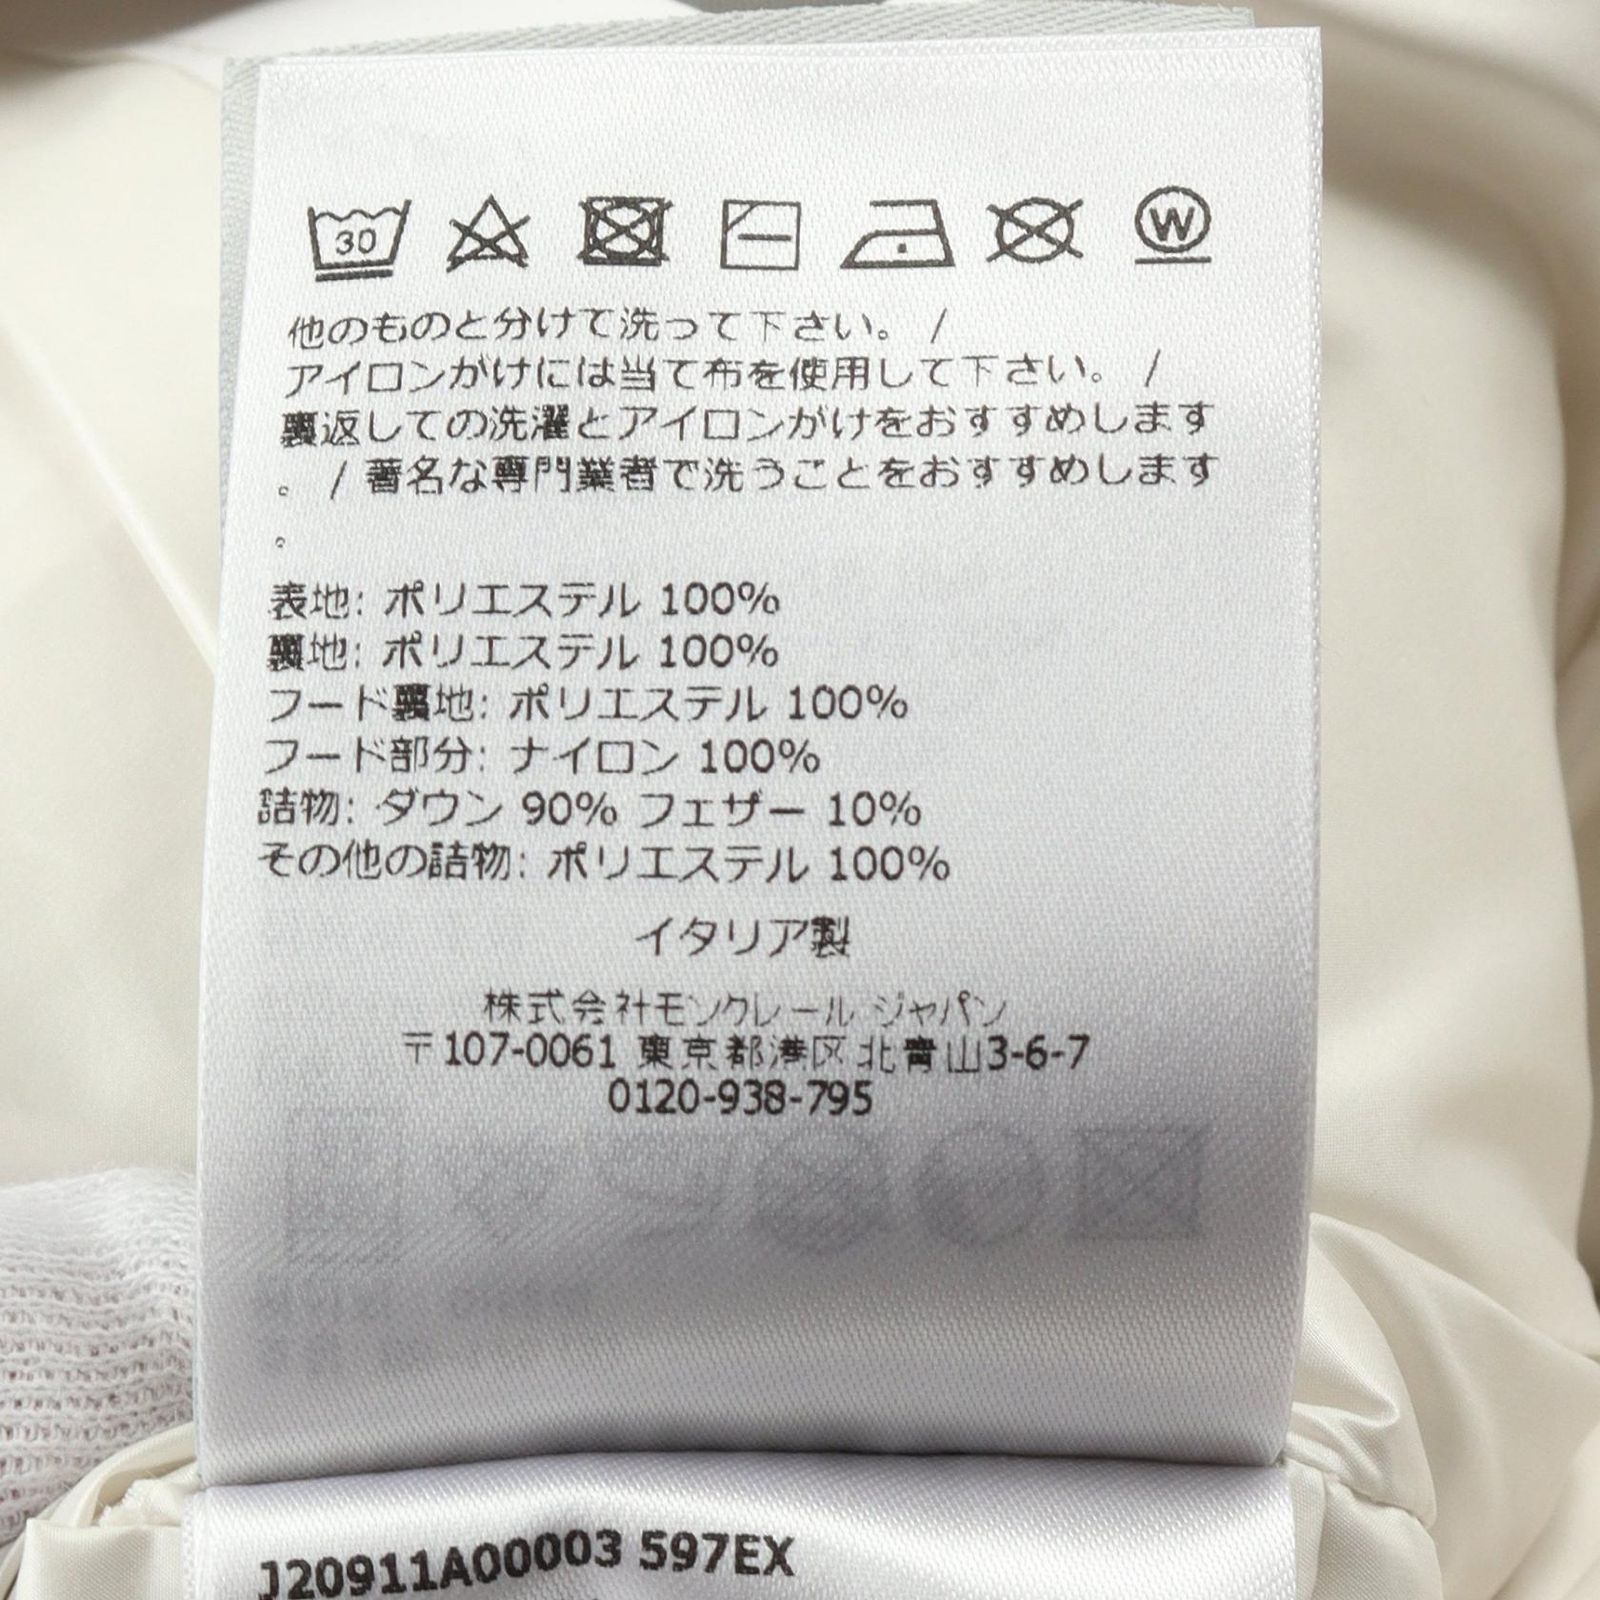 30
W
他のものと分けて洗って下さい。 /
アイロンがけには当て布を使用して下さい。 /
裏返しての洗濯とアイロンがけをおすすめします
。 / 著名な専門業者で洗うことをおすすめします
。
表地: ポリエステル 100%
裏地: ポリエステル 100%
フード裏地: ポリエステル 100%
フード部分: ナイロン 100%
詰物: ダウン 90% フェザー 10%
その他の詰物: ポリエステル 100%
イタリア製
株式会社モンクレール ジャパン
〒107-0061 東京都港区北青山3-6-7
0120-938-795
J20911A00003 597EX